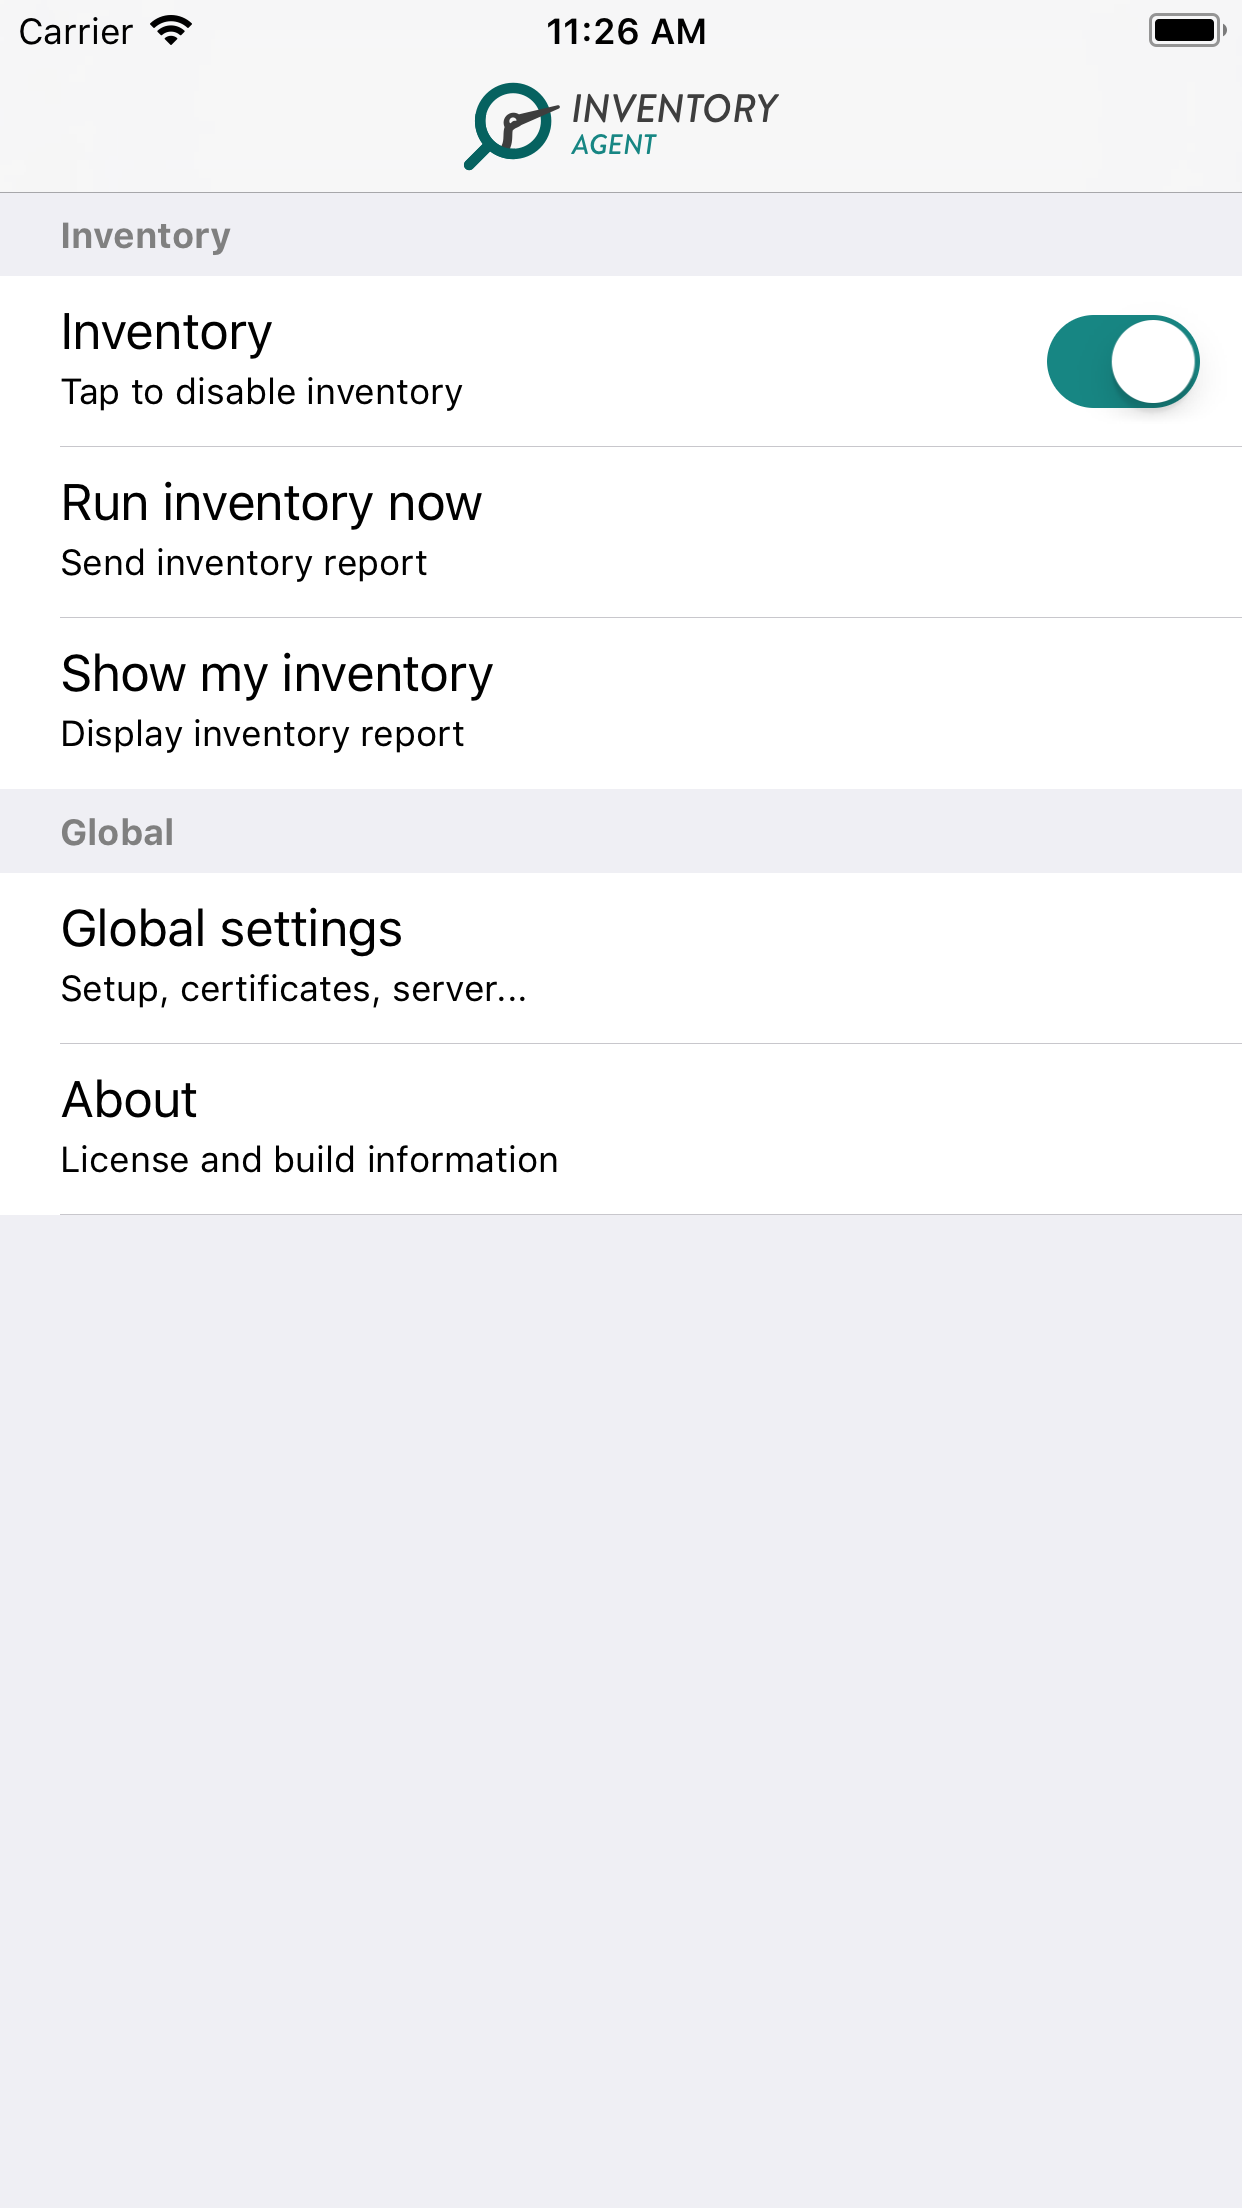 Carrier 11:26 AM
INVENTORY
AGENT
Inventory
Inventory
Tap to disable inventory
Run inventory now
Send inventory report
Show my inventory
Display inventory report
Global
Global settings
Setup, certificates, server...
About
License and build information